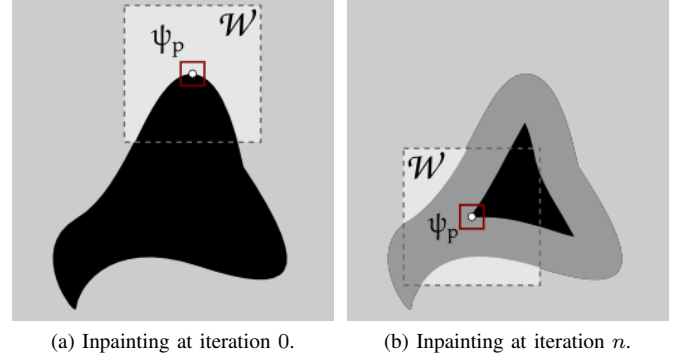 𝒲
ψp
𝒲
ψp
(a) Inpainting at iteration 0.
(b) Inpainting at iteration n.